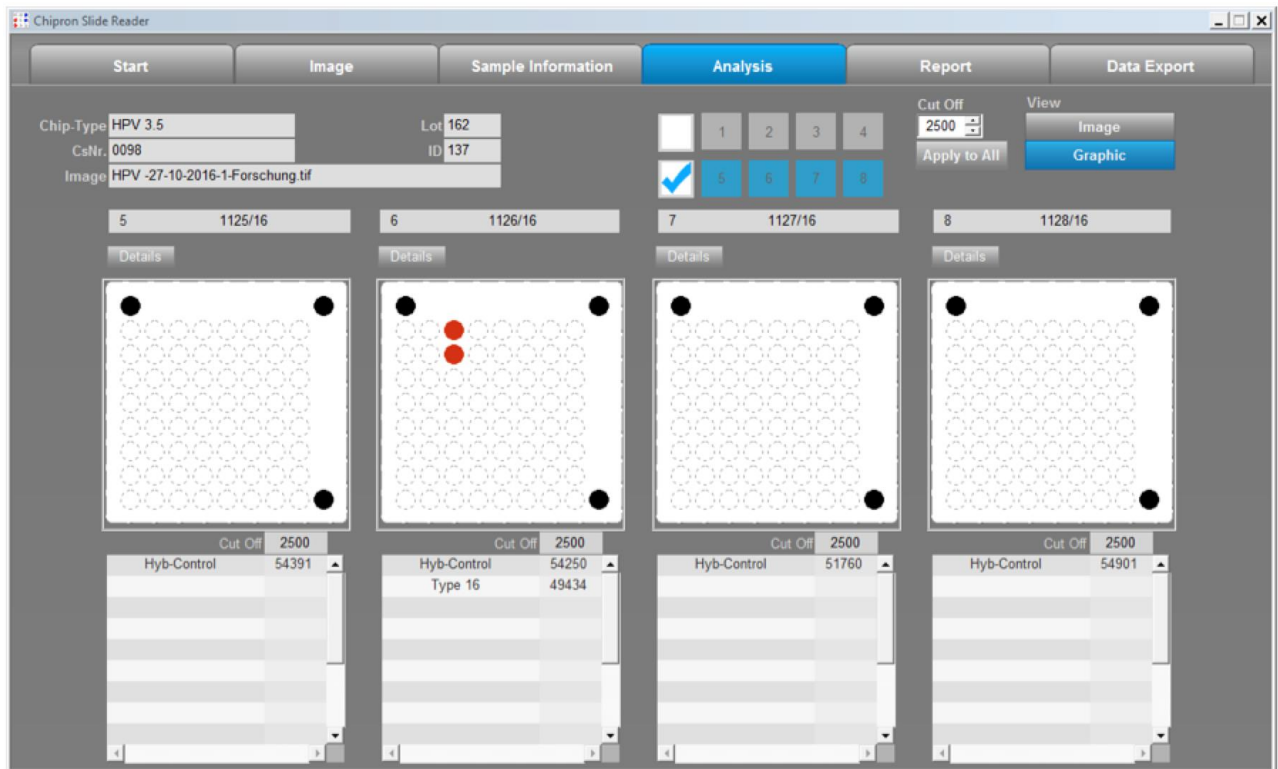 Chipron Slide Reader
Start Image Sample Information Analysis Report Data Export
Cut Off View
Chip-Type HPV 3.5 Lot 162 1 2 3 4 2500 Image
CsNr. 0098 ID 137 Apply to All Graphic
Image HPV -27-10-2016-1-Forschung.tif 5 6 7 8
5 1125/16 6 1126/16 7 1127/16 8 1128/16
Details Details Details Details
Cut Off 2500 Cut Off 2500 Cut Off 2500 Cut Off 2500
Hyb-Control 54391 Hyb-Control 54250 Hyb-Control 51760 Hyb-Control 54901
Type 16 49434